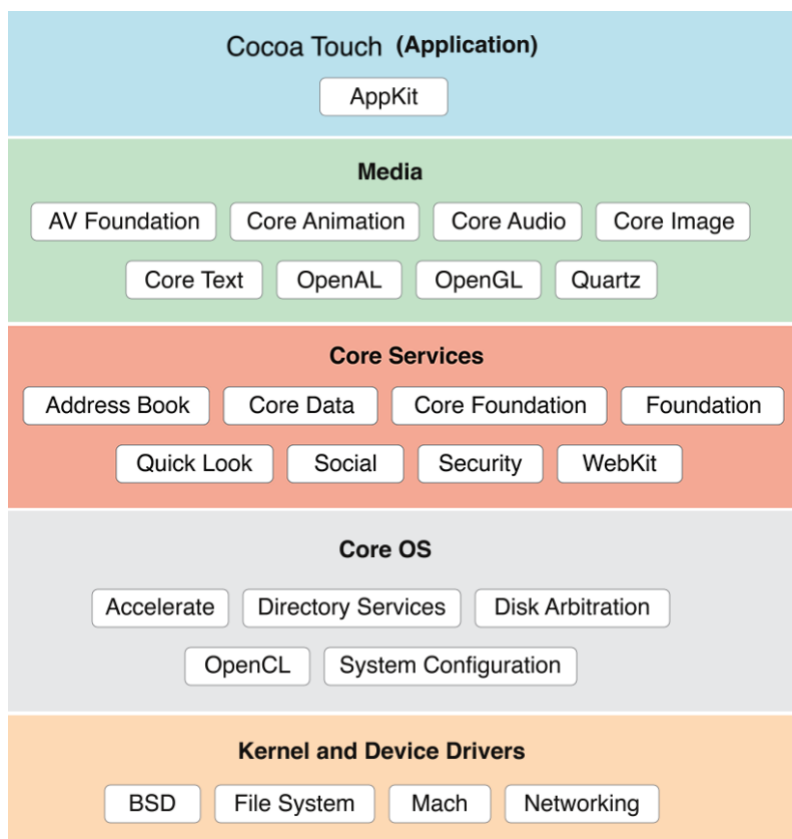 Cocoa Touch (Application)
AppKit
Media
AV Foundation Core Animation Core Audio Core Image
Core Text OpenAL OpenGL Quartz
Core Services
Address Book Core Data Core Foundation Foundation
Quick Look Social Security WebKit
Core OS
Accelerate Directory Services Disk Arbitration
OpenCL System Configuration
Kernel and Device Drivers
BSD File System Mach Networking